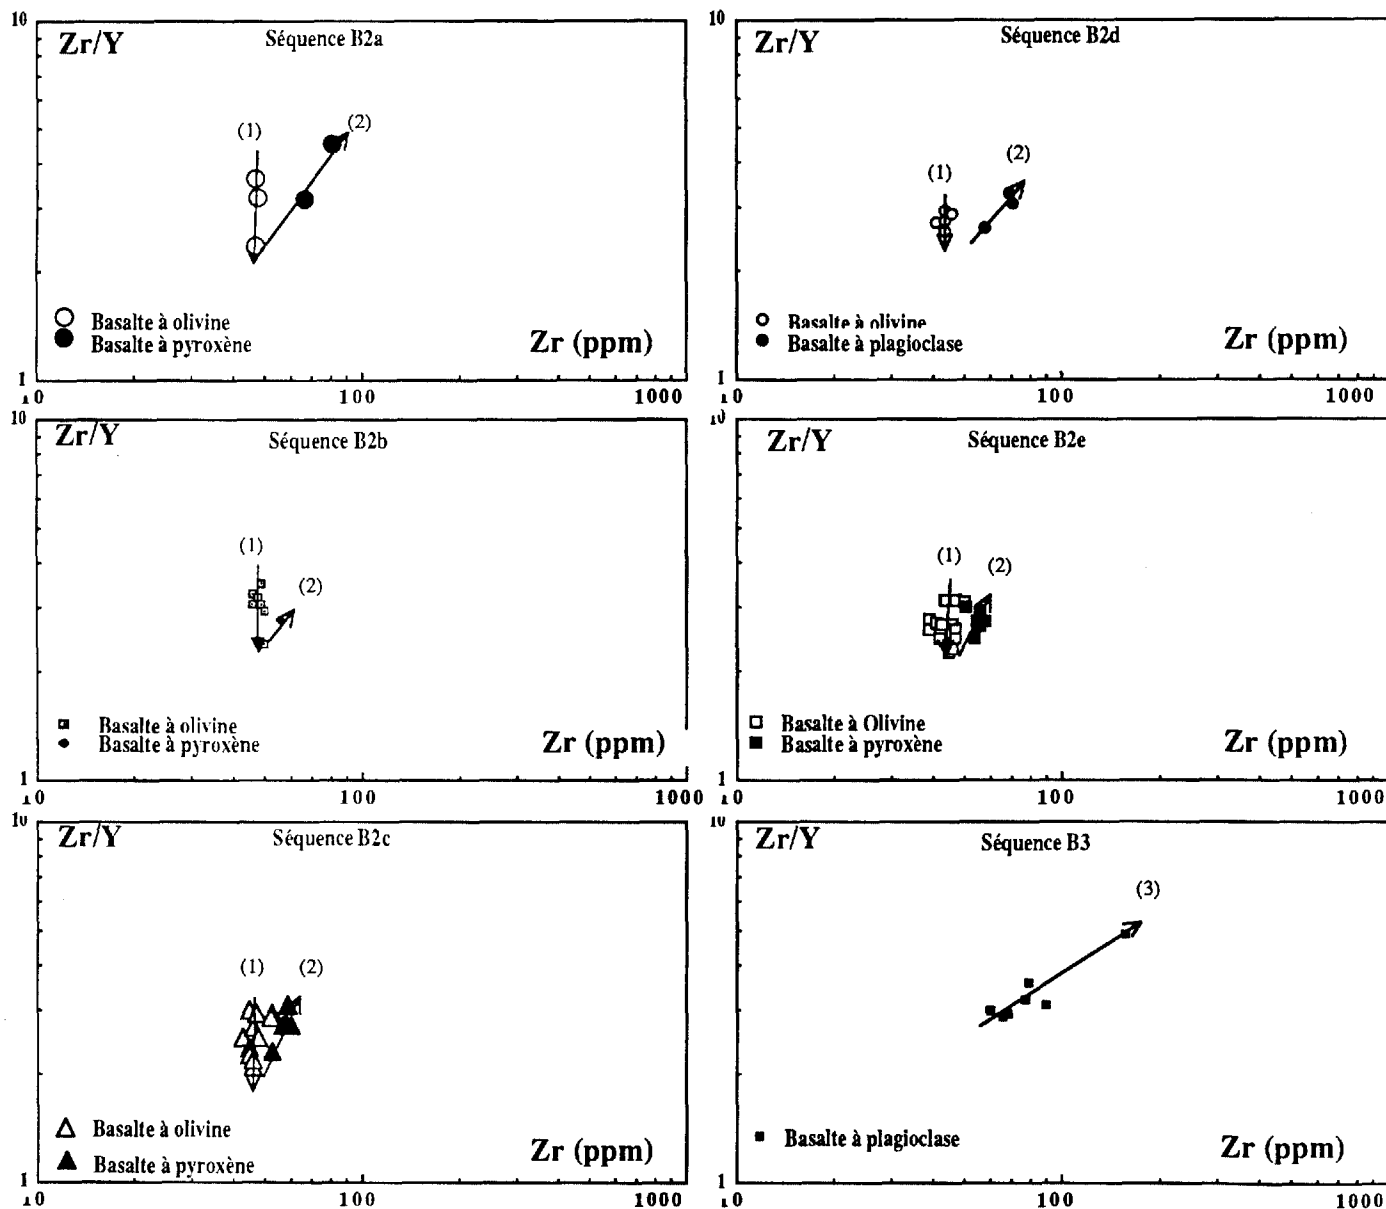 10
Zr/Y
Séquence B2a
(1)
(2)
Basalte à olivine
Basalte à pyroxène
Zr (ppm)
1
10
100
1000
10
Séquence B2d
(1)
(2)
Basalte à olivine
Basalte à plagioclase
Zr (ppm)
1
10
100
1000
10
Zr/Y
Séquence B2b
(1)
(2)
Basalte à olivine
Basalte à pyroxène
Zr (ppm)
1
10
100
1000
10
Zr/Y
Séquence B2e
(1)
(2)
Basalte à Olivine
Basalte à pyroxène
Zr (ppm)
1
10
100
1000
10
Zr/Y
Séquence B2c
(1)
(2)
Basalte à olivine
Basalte à pyroxène
Zr (ppm)
1
10
100
1000
10
Zr/Y
Séquence B3
(3)
Basalte à plagioclase
Zr (ppm)
1
10
100
1000